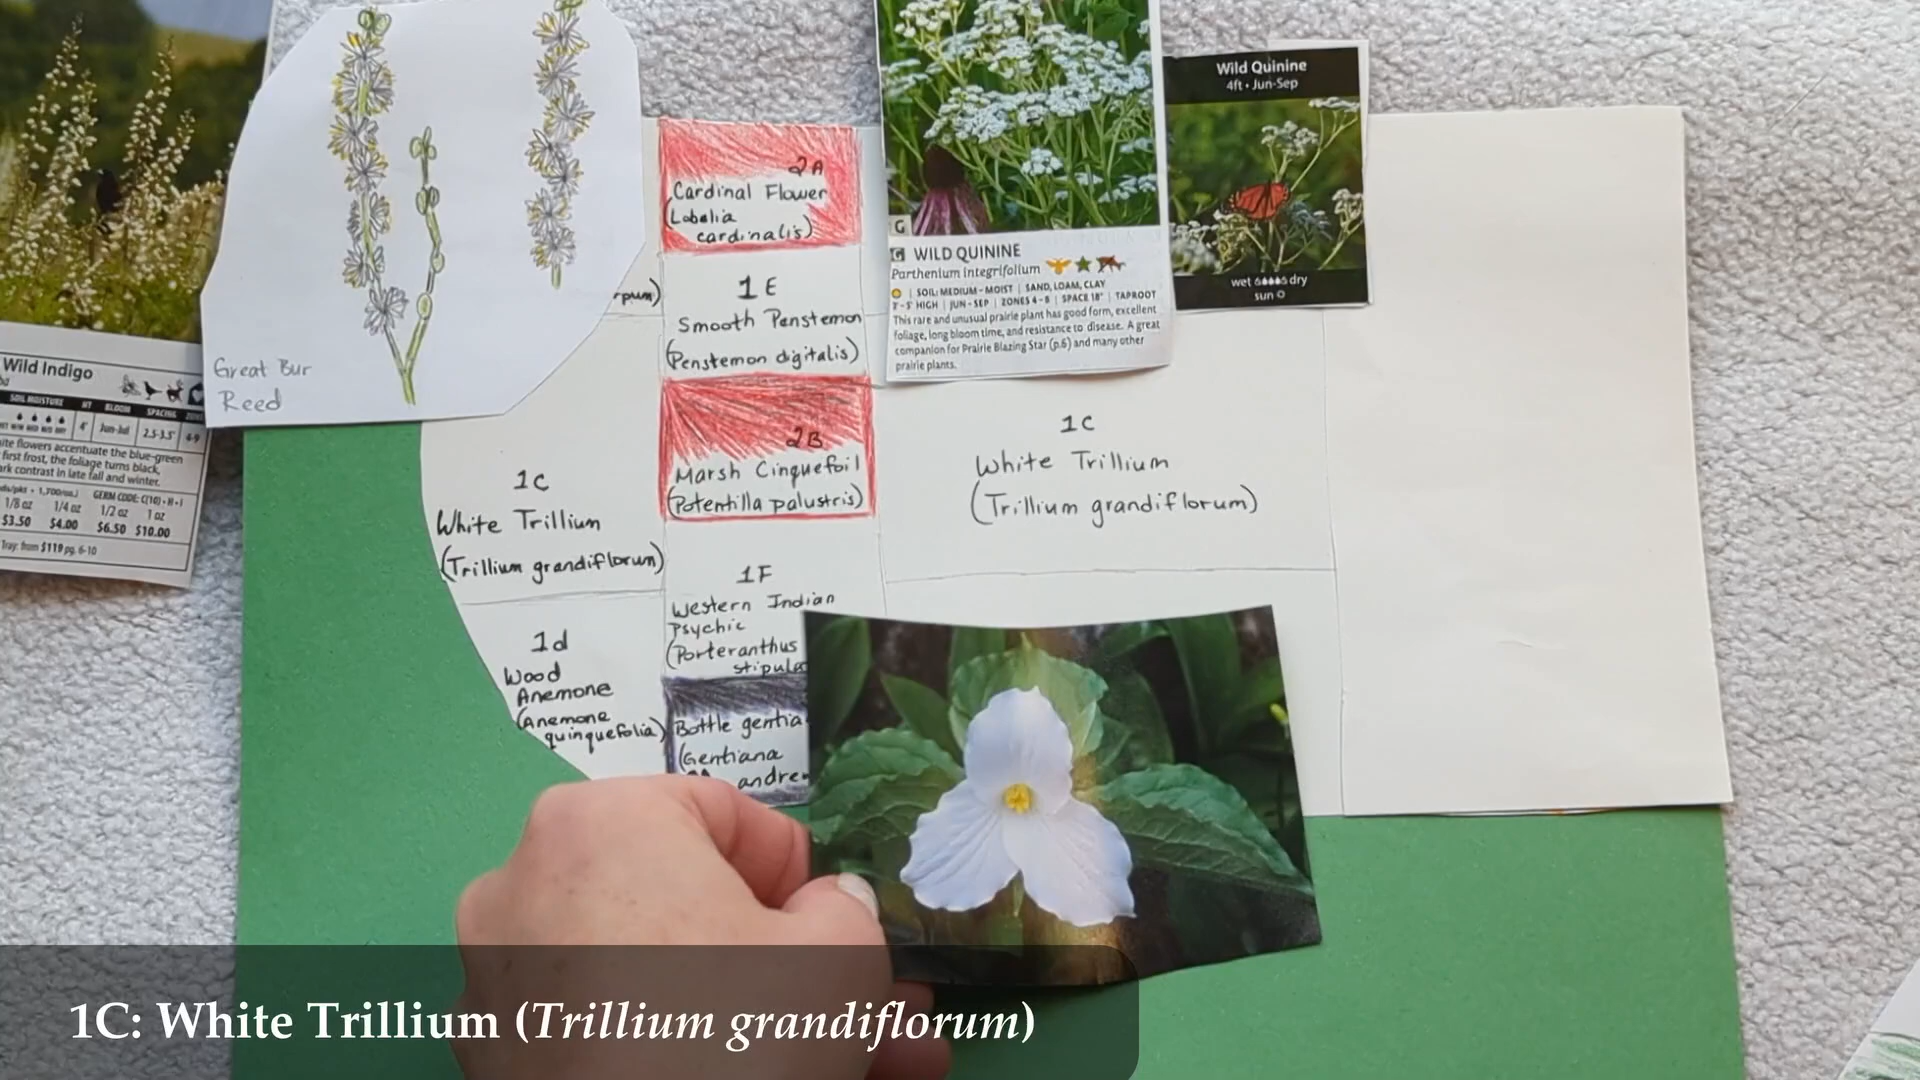 Wild Indigo
SOIL MOISTURE HT BLOOM SPACING
4' Jun-Jul 2.5-3.5' 4-9
ite flowers accentuate the blue-green
first frost, the foliage turns black,
ark contrast in late fall and winter.
GERM CODE: C(10)
1/8 oz 1/4 oz 1/2 oz 1 oz
$3.50 $4.00 $6.50 $10.00
Tray: from $119 pg. 6-10
Great Bur
Reed
rpum)
2A
Cardinal Flower
(Lobelia
cardinalis)
1E
Smooth Penstemon
(Penstemon digitalis)
2B
Marsh Cinquefoil
(Potentilla palustris)
1F
Western Indian
Psychic
(Porteranthus
stipula
Bottle gentia
(Gentiana
andrew
1C
White Trillium
(Trillium grandiflorum)
1d
Wood
Anemone
(Anemone
quinquefolia)
G
G WILD QUININE
Parthenium integrifolium
SOIL: MEDIUM - MOIST | SAND, LOAM, CLAY
HIGH | JUN - SEP | ZONES 4-8 | SPACE 18" | TAPROOT
This rare and unusual prairie plant has good form, excellent
foliage, long bloom time, and resistance to disease. A great
companion for Prairie Blazing Star (p.6) and many other
prairie plants.
Wild Quinine
4ft • Jun-Sep
wet dry
sun
1C
White Trillium
(Trillium grandiflorum)
1C: White Trillium (Trillium grandiflorum)